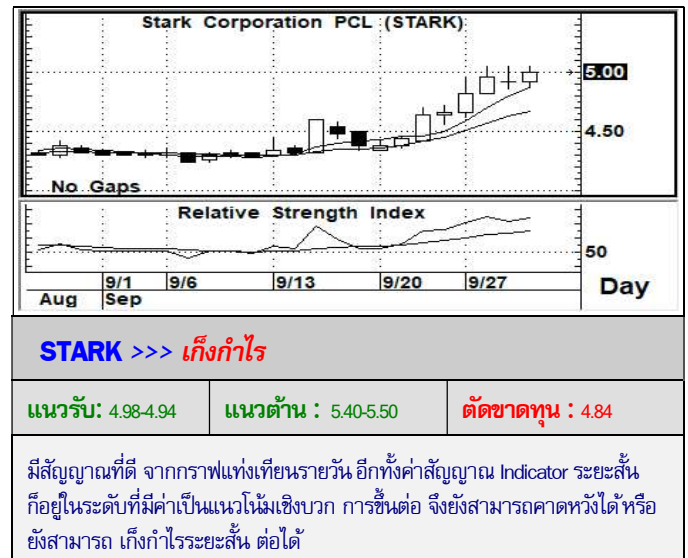 Stark Corporation PCL (STARK)
5.00
4.50
No Gaps
Relative Strength Index
50
9/1 9/6 9/13 9/20 9/27
Aug Sep
Day
STARK >>> เก็งกำไร
แนวรับ: 4.98-4.94 แนวต้าน : 5.40-5.50 ตัดขาดทุน : 4.84
มีสัญญาณที่ดี จากกราฟแท่งเทียนรายวัน อีกทั้งค่าสัญญาณ Indicator ระยะสั้น
ก็อยู่ในระดับที่มีค่าเป็นแนวโน้มเชิงบวก การขึ้นต่อ จึงยังสามารถคาดหวังได้ หรือ
ยังสามารถ เก็งกำไรระยะสั้น ต่อได้